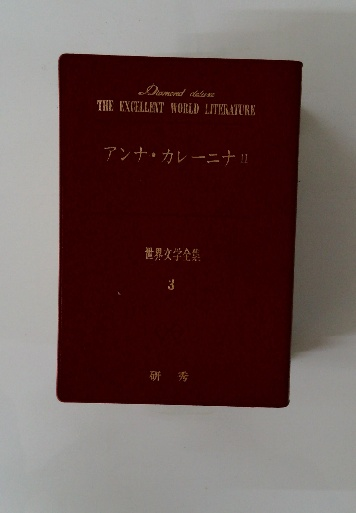 Diamond deluxe
THE EXCELLENT WORLD LITERATURE
アンナ・カレーニナ II
世界文学全集
3
研秀